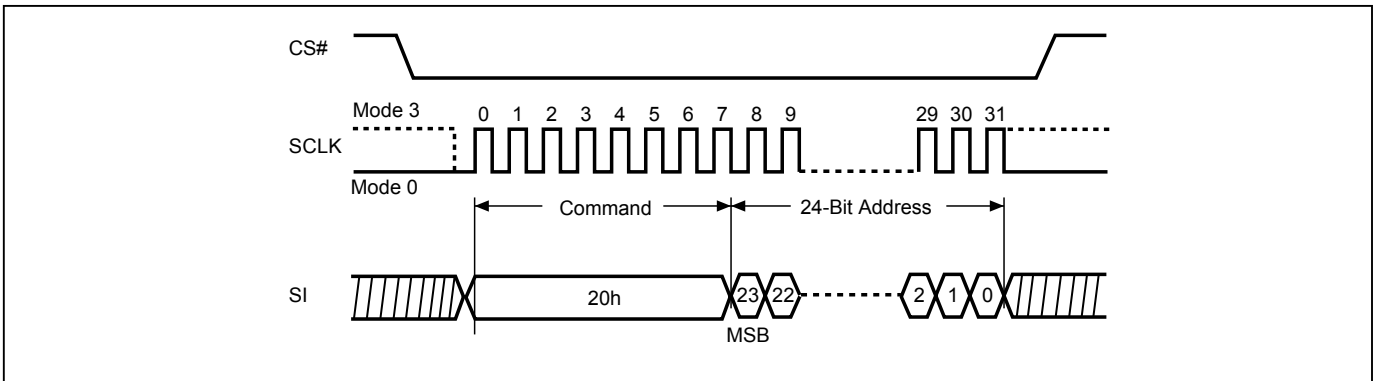 CS#
Mode 3
0 1 2 3 4 5 6 7 8 9 29 30 31
SCLK
Mode 0
Command 24-Bit Address
SI 20h 23 22 2 1 0
MSB